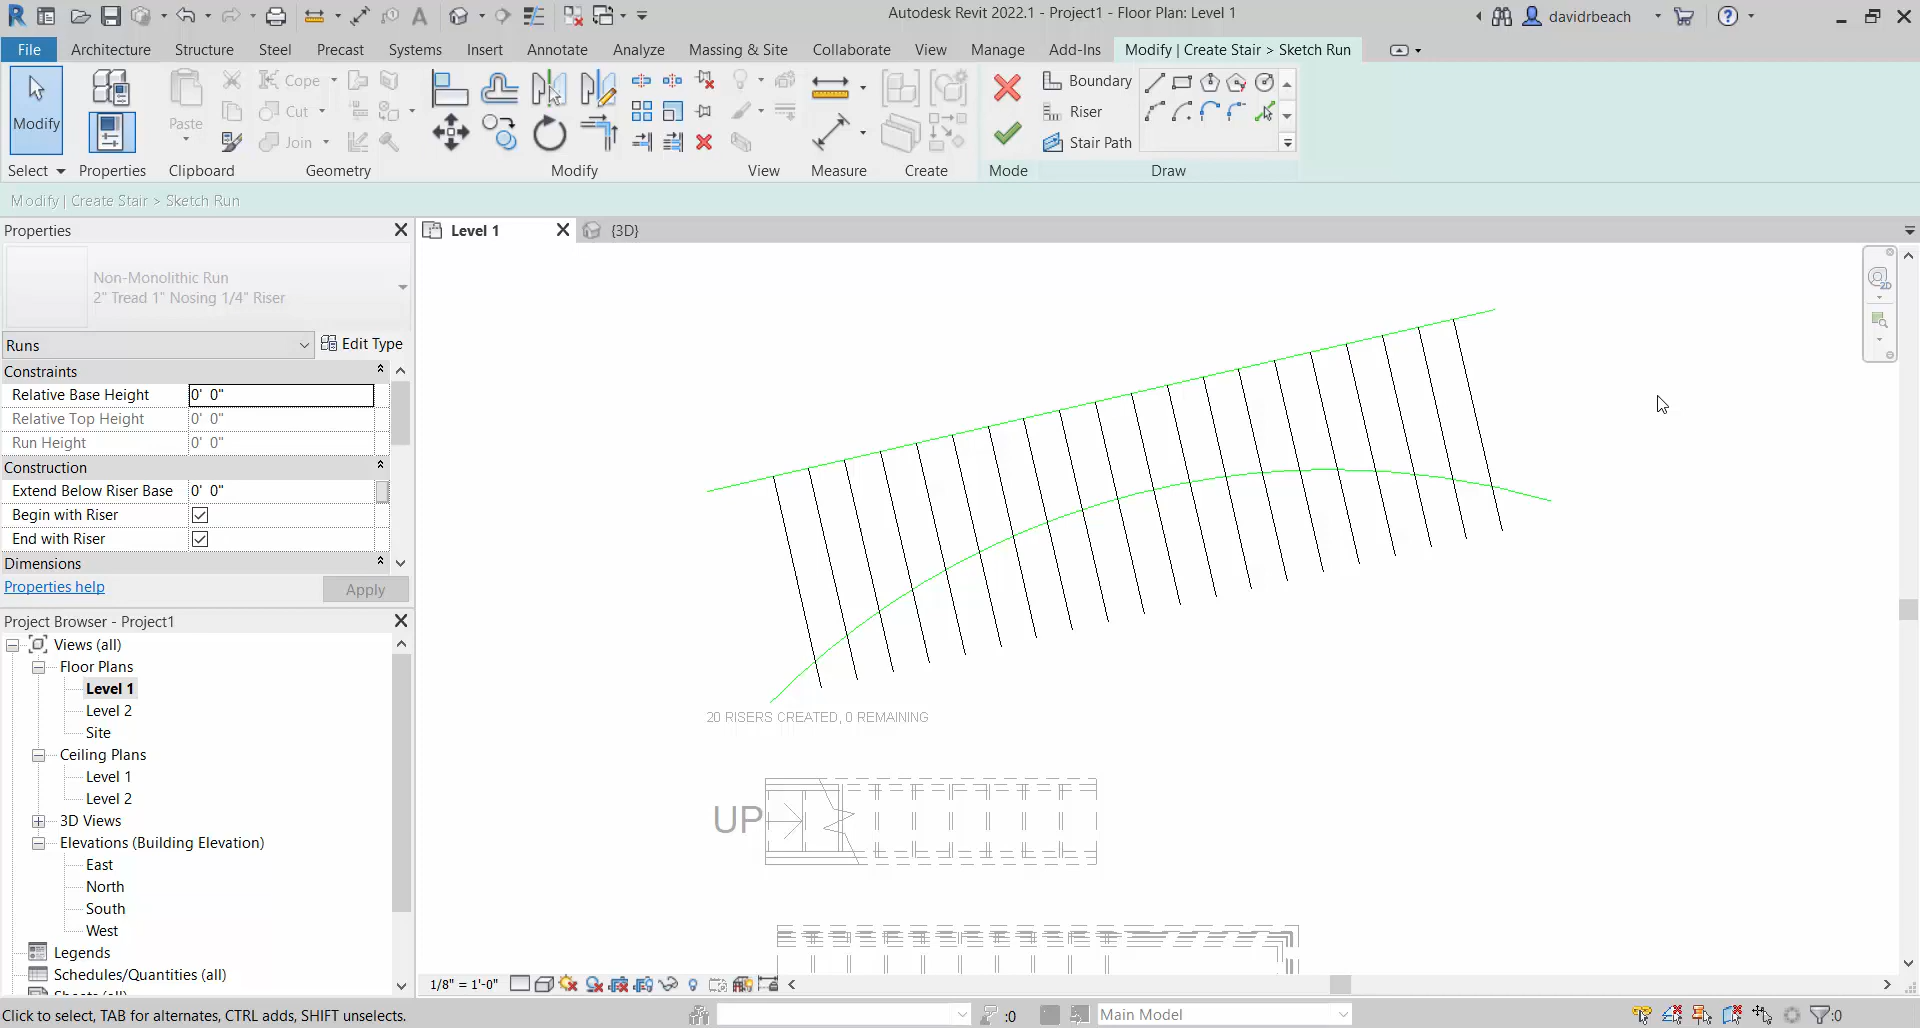 Autodesk Revit 2022.1 - Project1 - Floor Plan: Level 1
davidrbeach
File Architecture Structure Steel Precast Systems Insert Annotate Analyze Massing & Site Collaborate View Manage Add-Ins Modify | Create Stair > Sketch Run
Modify
Paste
Cope
Cut
Join
Boundary
Riser
Stair Path
Select Properties Clipboard Geometry Modify View Measure Create Mode Draw
Modify | Create Stair > Sketch Run
Properties
Level 1
{3D}
2D
Non-Monolithic Run
2" Tread 1" Nosing 1/4" Riser
Runs
Edit Type
Constraints
Relative Base Height 0' 0"
Relative Top Height 0' 0"
Run Height 0' 0"
Construction
Extend Below Riser Base 0' 0"
Begin with Riser
End with Riser
Dimensions
Properties help
Apply
Project Browser - Project1
Views (all)
Floor Plans
Level 1
Level 2
Site
Ceiling Plans
Level 1
Level 2
3D Views
Elevations (Building Elevation)
East
North
South
West
Legends
Schedules/Quantities (all)
Sheets (all)
20 RISERS CREATED, 0 REMAINING
UP
1/8" = 1'-0"
Click to select, TAB for alternates, CTRL adds, SHIFT unselects.
:0
Main Model
:0